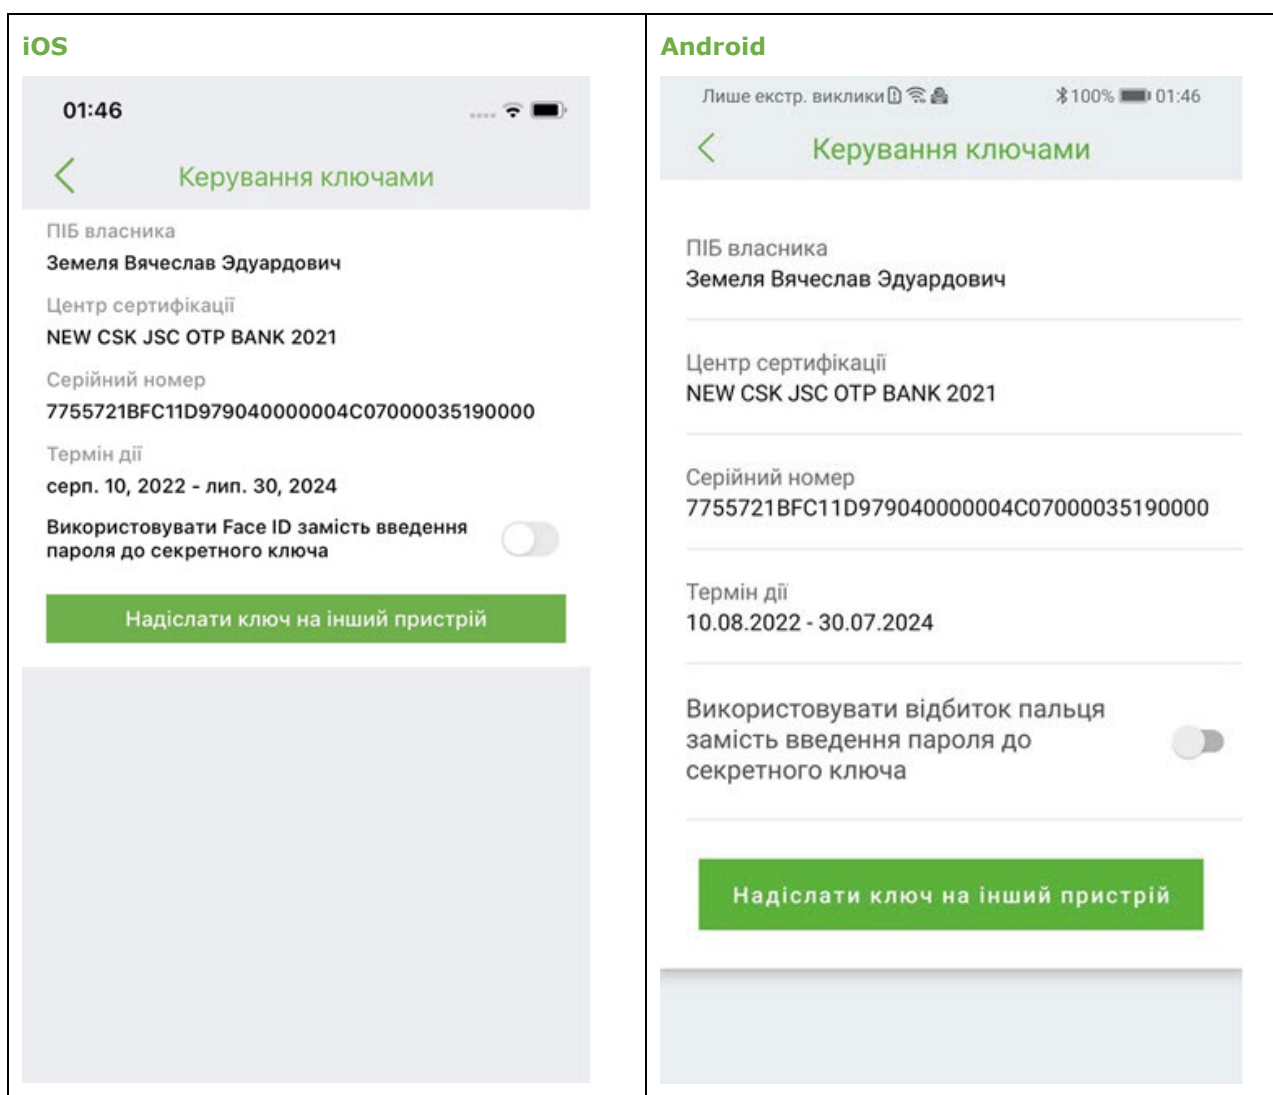 iOS
01:46
Керування ключами
ПІБ власника
Земеля Вячеслав Эдуардович
Центр сертифікації
NEW CSK JSC OTP BANK 2021
Серійний номер
7755721BFC11D979040000004C07000035190000
Термін дії
серп. 10, 2022 - лип. 30, 2024
Використовувати Face ID замість введення
пароля до секретного ключа
Надіслати ключ на інший пристрій
Android
Лише екстр. виклики 100% 01:46
Керування ключами
ПІБ власника
Земеля Вячеслав Эдуардович
Центр сертифікації
NEW CSK JSC OTP BANK 2021
Серійний номер
7755721BFC11D979040000004C07000035190000
Термін дії
10.08.2022 - 30.07.2024
Використовувати відбиток пальця
замість введення пароля до
секретного ключа
Надіслати ключ на інший пристрій